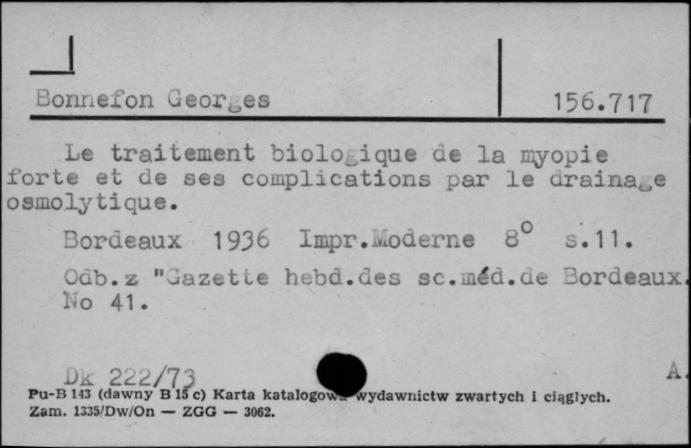 Bonnefon Georges 156.717
Le traitement biologique de la myopie
forte et de ses complications par le drainage
osmolytique.
Bordeaux 1936 Impr.Moderne 8° s.11.
Odb.z "Gazette hebd.des sc.méd.de Bordeaux.
No 41.
Dk 222/73 A.
Pu-B 143 (dawny B 15 c) Karta katalogowa wydawnictw zwartych i ciągłych.
Zam. 1335/Dw/On — ZGG — 3062.